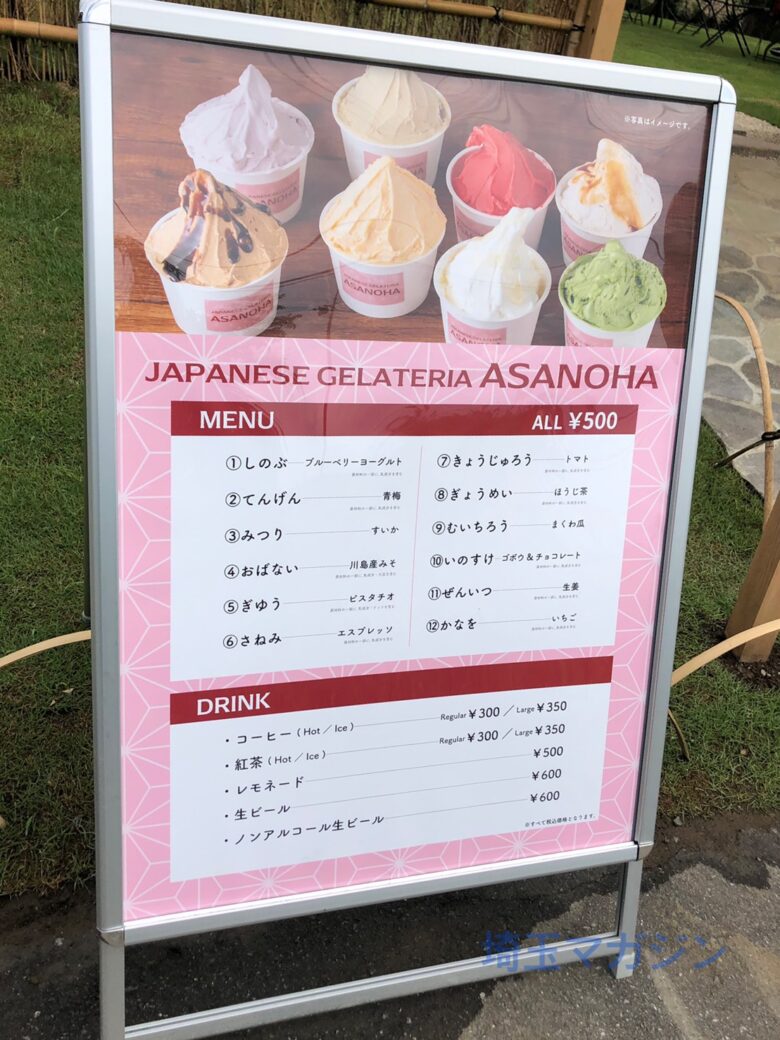 ※写真はイメージです。
JAPANESE GELATERIA
ASANOHA
JAPANESE GELATERIA ASANOHA
MENU
ALL ¥500
①しのぶ ブルーベリーヨーグルト
②てんげん 青梅
③みつり すいか
④おばない 川島産みそ
⑤ぎゆう ピスタチオ
⑥さねみ エスプレッソ
⑦きょうじゅろう トマト
⑧ぎょうめい ほうじ茶
⑨むいちろう まくわ瓜
⑩いのすけ ゴボウ&チョコレート
⑪ぜんいつ 生姜
⑫かなを いちご
DRINK
・コーヒー(Hot／Ice) Regular¥300／Large¥350
・紅茶(Hot／Ice) Regular¥300／Large¥350
・レモネード ¥500
・生ビール ¥600
・ノンアルコール生ビール ¥600
※すべて税込価格となります。
埼玉マガジン